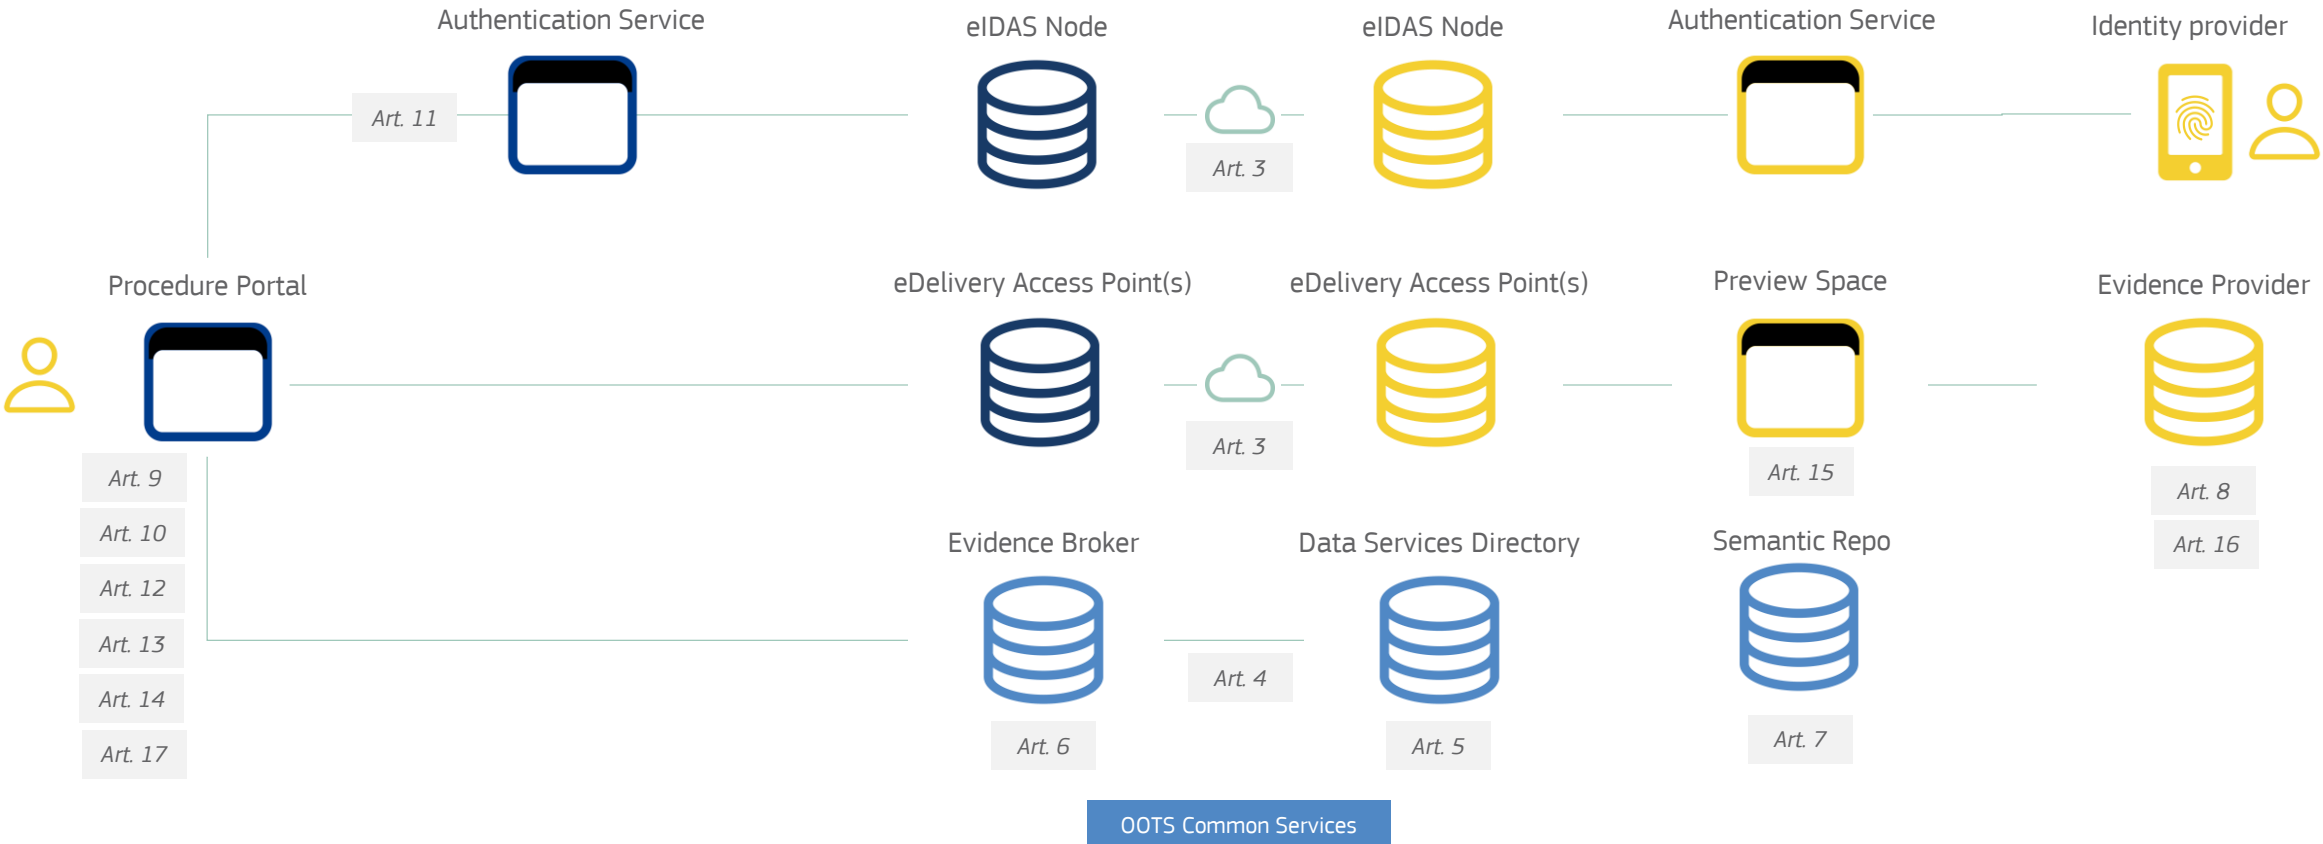 Authentication Service
eIDAS Node
eIDAS Node
Authentication Service
Identity provider
Art. 11
Art. 3
Procedure Portal
eDelivery Access Point(s)
eDelivery Access Point(s)
Preview Space
Evidence Provider
Art. 3
Art. 15
Art. 9
Art. 8
Art. 10
Art. 16
Evidence Broker
Data Services Directory
Semantic Repo
Art. 12
Art. 13
Art. 4
Art. 14
Art. 17
Art. 6
Art. 5
Art. 7
OOTS Common Services